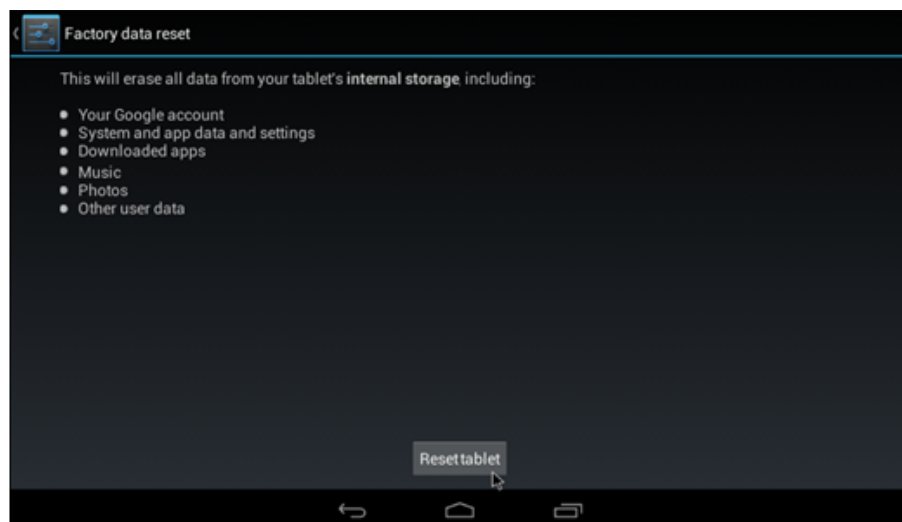 Factory data reset
This will erase all data from your tablet's internal storage, including:
Your Google account
System and app data and settings
Downloaded apps
Music
Photos
Other user data
Reset tablet